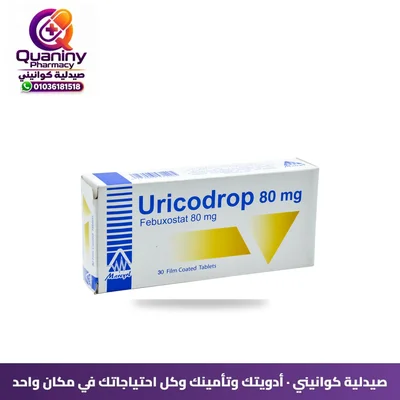 Quaniny
Pharmacy
صيدلية كوانيني
01036181518
Uricodrop 80 mg
Febuxostat 80 mg
30 Film Coated Tablets
صيدلية كوانيني - أدويتك وتأمينك وكل احتياجاتك في مكان واحد